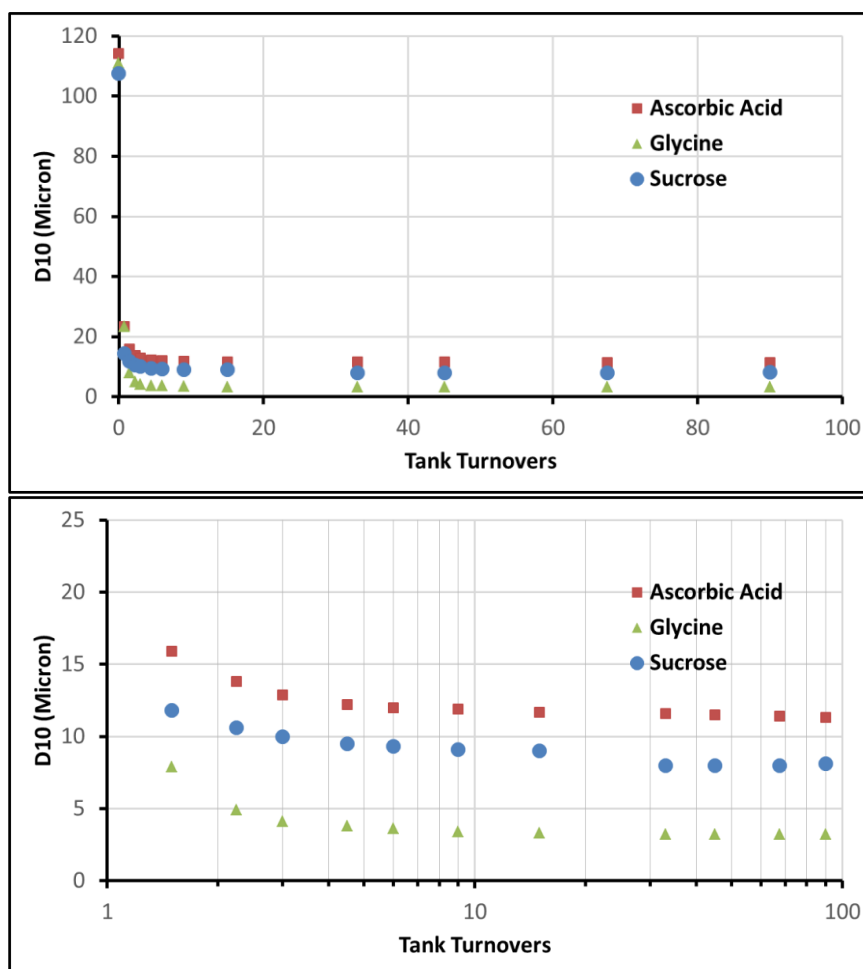 120
100
80
60
40
20
0
D10 (Micron)
Ascorbic Acid
Glycine
Sucrose
0 20 40 60 80 100
Tank Turnovers
25
20
15
10
5
0
D10 (Micron)
Ascorbic Acid
Glycine
Sucrose
1 10 100
Tank Turnovers